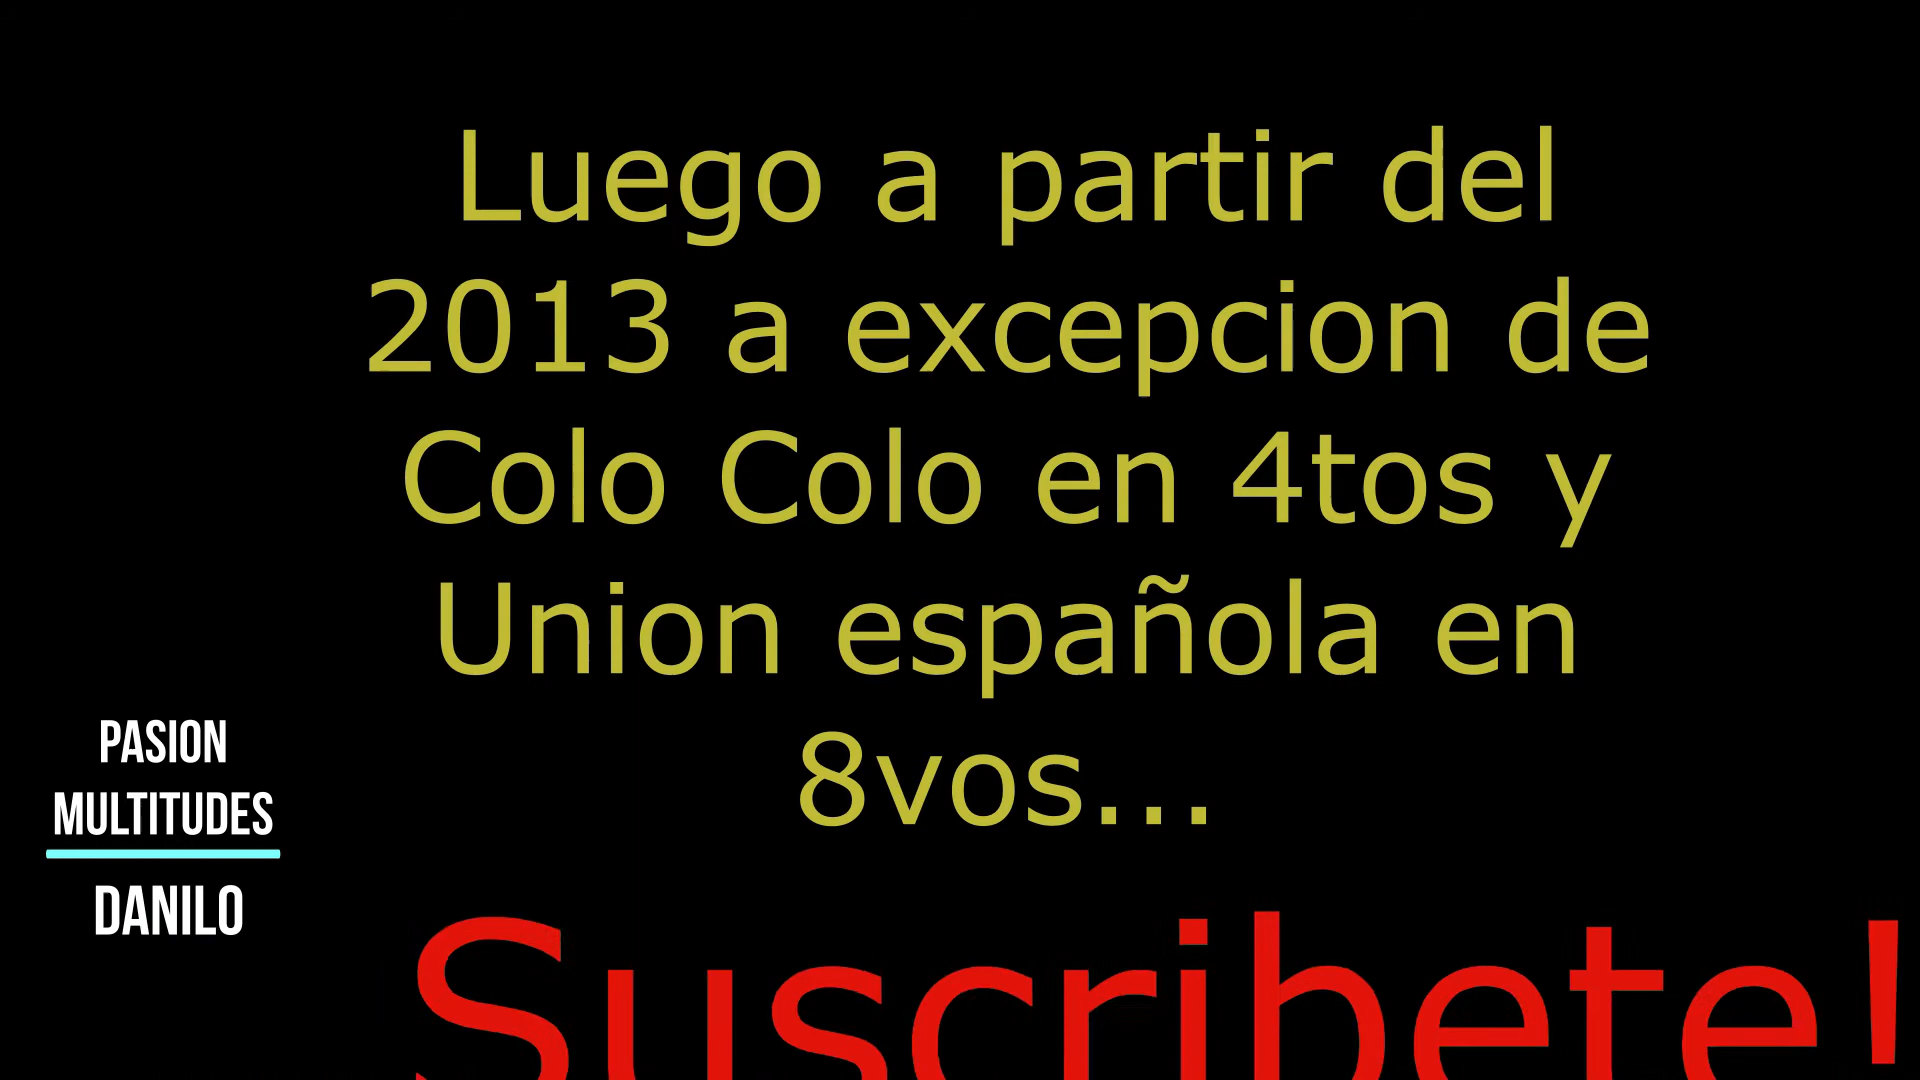 Luego a partir del
2013 a excepcion de
Colo Colo en 4tos y
Union española en
8vos...
PASION
MULTITUDES
DANILO
Suscribete!